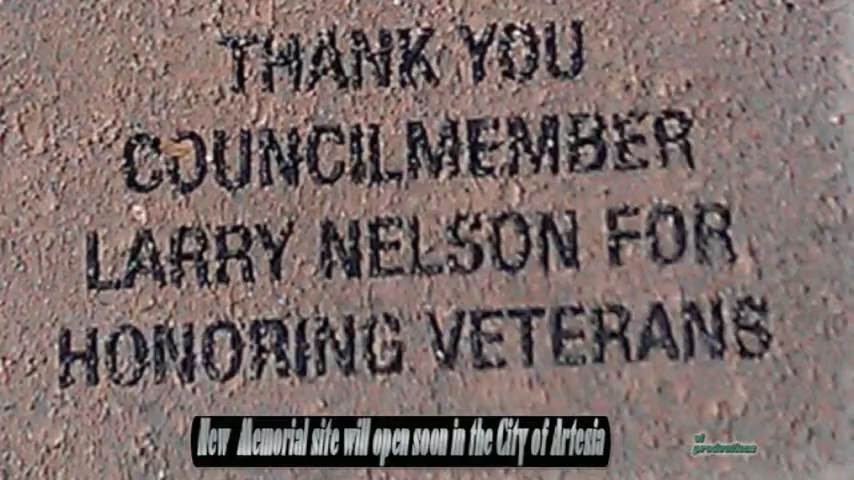 THANK YOU
COUNCILMEMBER
LARRY NELSON FOR
HONORING VETERANS
New Memorial site will open soon in the City of Artesia
productions